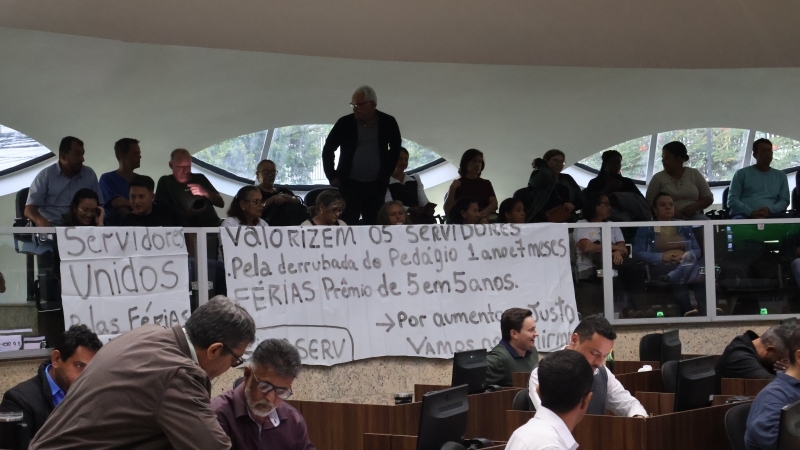 Servidores
Unidos
Pelas Férias
VALORIZEM OS SERVIDORES
.Pela derrubada do Pedágio 1 ano e 7 meses
FÉRIAS Prêmio de 5 em 5 anos.
→ Por aumento Justo
SERV
Vamos